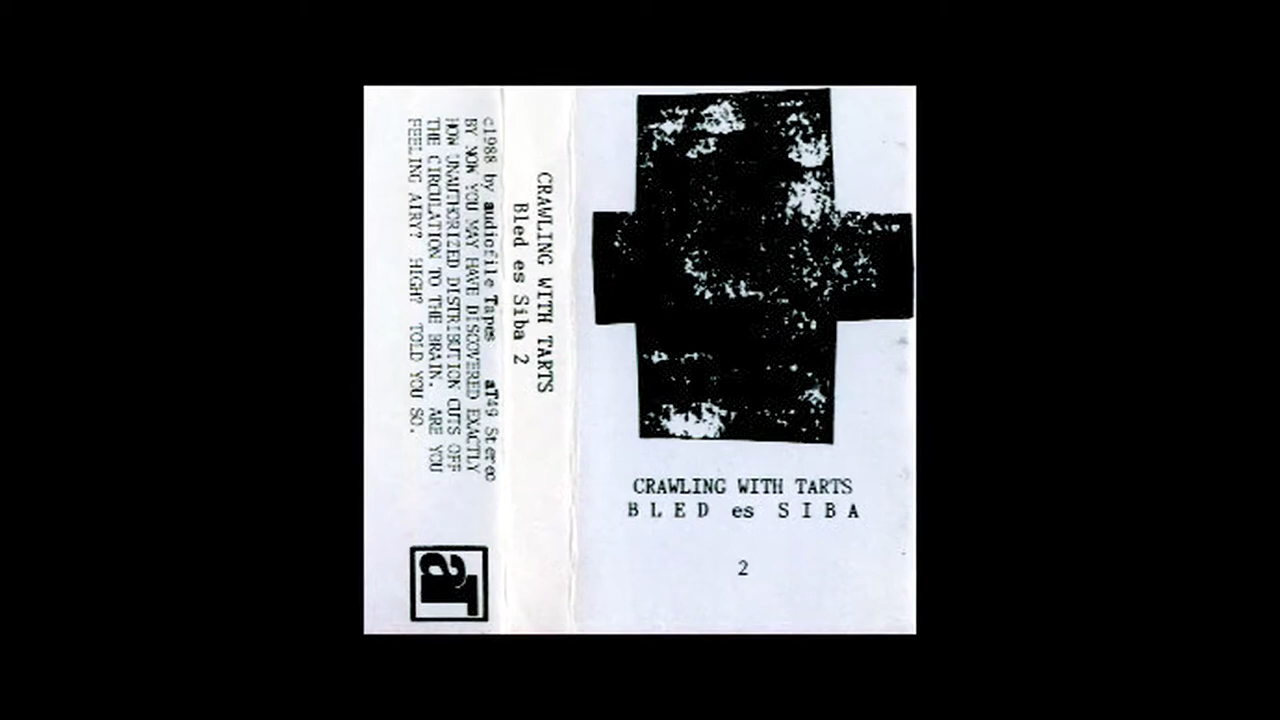 c1988 by audiofile Tapes aT49 Stereo
BY NOW YOU MAY HAVE DISCOVERED EXACTLY
HOW UNAUTHORIZED DISTRIBUTION CUTS OFF
THE CIRCULATION TO THE BRAIN. ARE YOU
FEELING AIRY? HIGH? TOLD YOU SO.
aT
CRAWLING WITH TARTS
Bled es Siba 2
CRAWLING WITH TARTS
BLED es SIBA
2